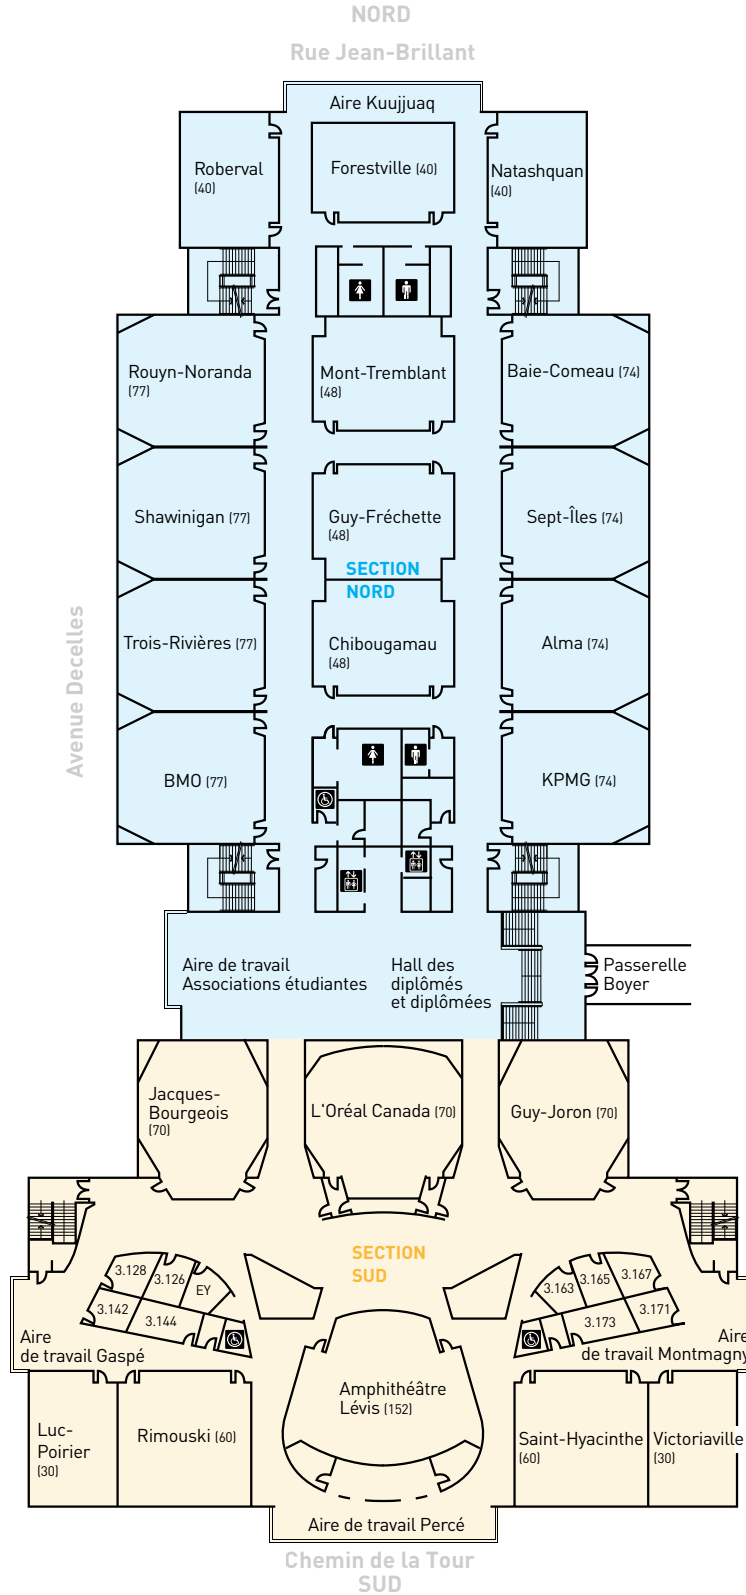 NORD
Rue Jean-Brillant
Aire Kuujjuaq
Roberval
(40)
Forestville (40)
Natashquan
(40)
Rouyn-Noranda
(77)
Mont-Tremblant
(48)
Baie-Comeau (74)
Shawinigan (77)
Guy-Fréchette
(48)
Sept-Îles (74)
SECTION
NORD
Avenue Decelles
Trois-Rivières (77)
Chibougamau
(48)
Alma (74)
BMO (77)
KPMG (74)
Aire de travail
Associations étudiantes
Hall des
diplômés
et diplômées
Passerelle
Boyer
Jacques-
Bourgeois
(70)
L'Oréal Canada (70)
Guy-Joron (70)
SECTION
SUD
3.128
3.126
EY
3.142
3.144
3.163
3.165
3.167
3.171
3.173
Aire
de travail Gaspé
Aire
de travail Montmagny
Amphithéâtre
Lévis (152)
Luc-
Poirier
(30)
Rimouski (60)
Saint-Hyacinthe
(60)
Victoriaville
(30)
Aire de travail Percé
Chemin de la Tour
SUD